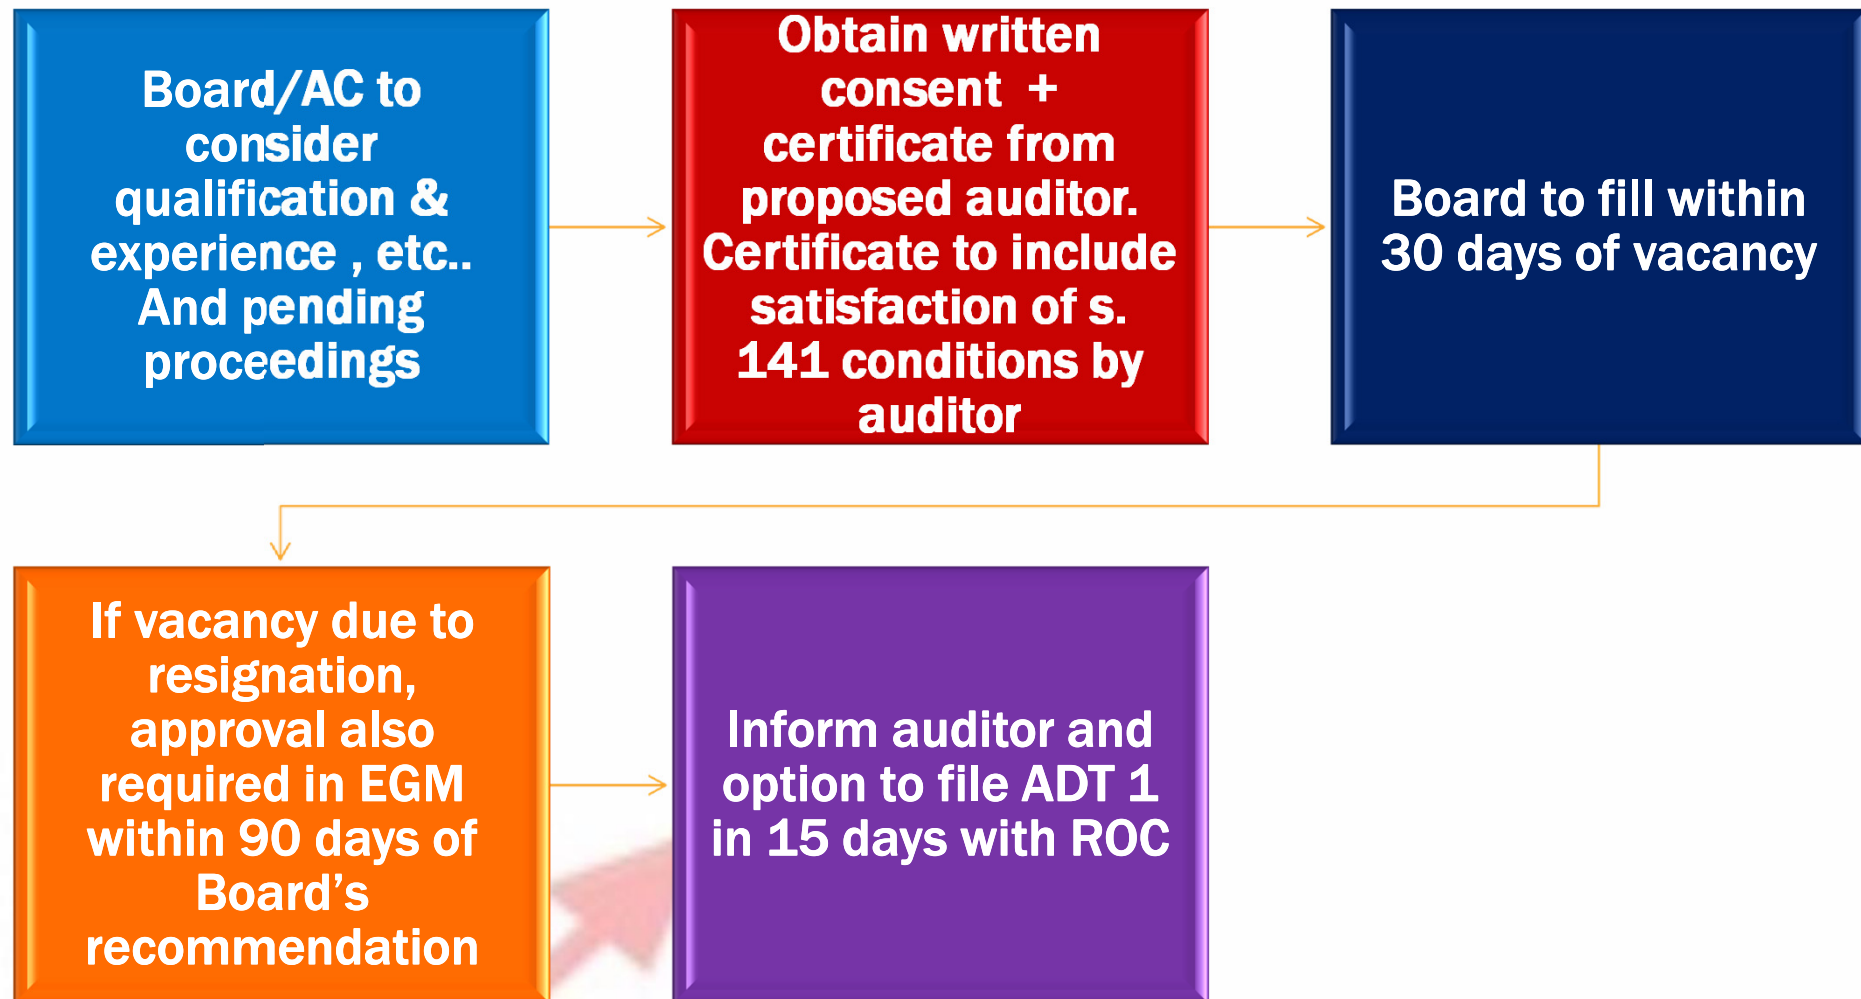 Board/AC to
consider
qualification &
experience , etc..
And pending
proceedings
Obtain written
consent +
certificate from
proposed auditor.
Certificate to include
satisfaction of s.
141 conditions by
auditor
Board to fill within
30 days of vacancy
If vacancy due to
resignation,
approval also
required in EGM
within 90 days of
Board’s
recommendation
Inform auditor and
option to file ADT 1
in 15 days with ROC